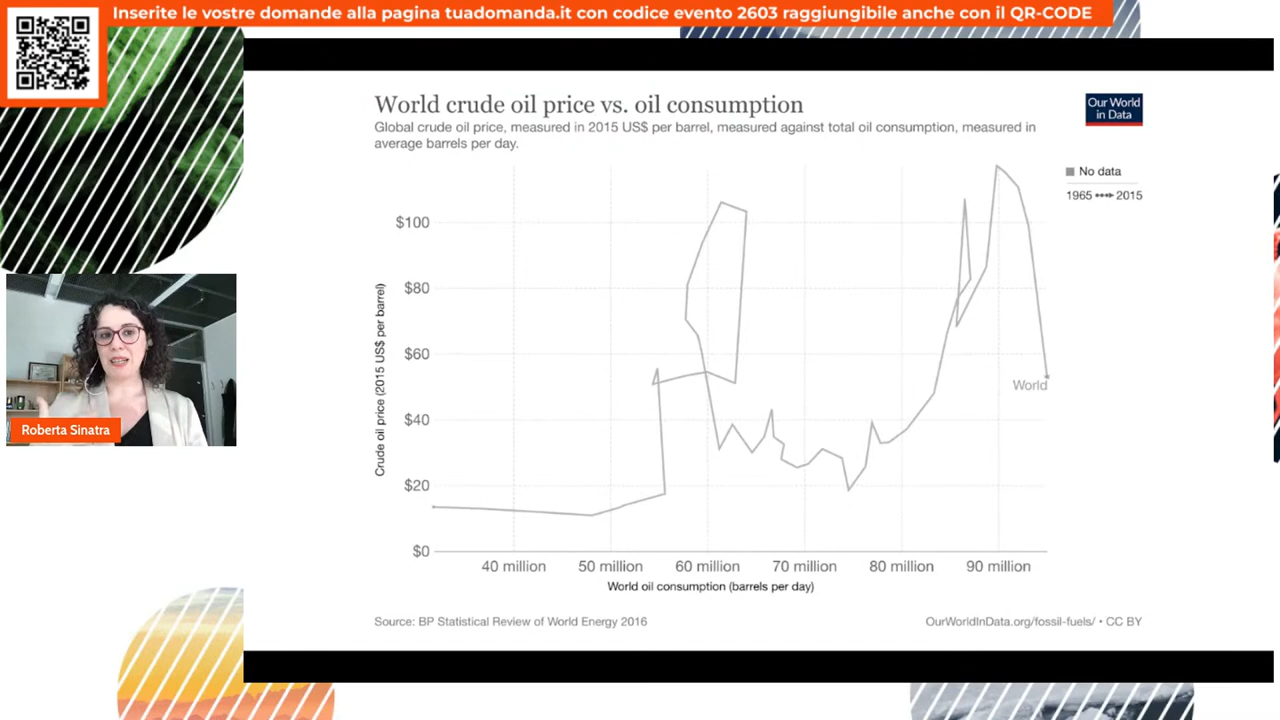 Inserite le vostre domande alla pagina tuadomanda.it con codice evento 2603 raggiungibile anche con il QR-CODE
World crude oil price vs. oil consumption
Global crude oil price, measured in 2015 US$ per barrel, measured against total oil consumption, measured in
average barrels per day.
Our World
in Data
No data
1965 2015
$100
$80
$60
$40
$20
$0
Crude oil price (2015 US$ per barrel)
World
40 million 50 million 60 million 70 million 80 million 90 million
World oil consumption (barrels per day)
Source: BP Statistical Review of World Energy 2016
OurWorldInData.org/fossil-fuels/ • CC BY
Roberta Sinatra